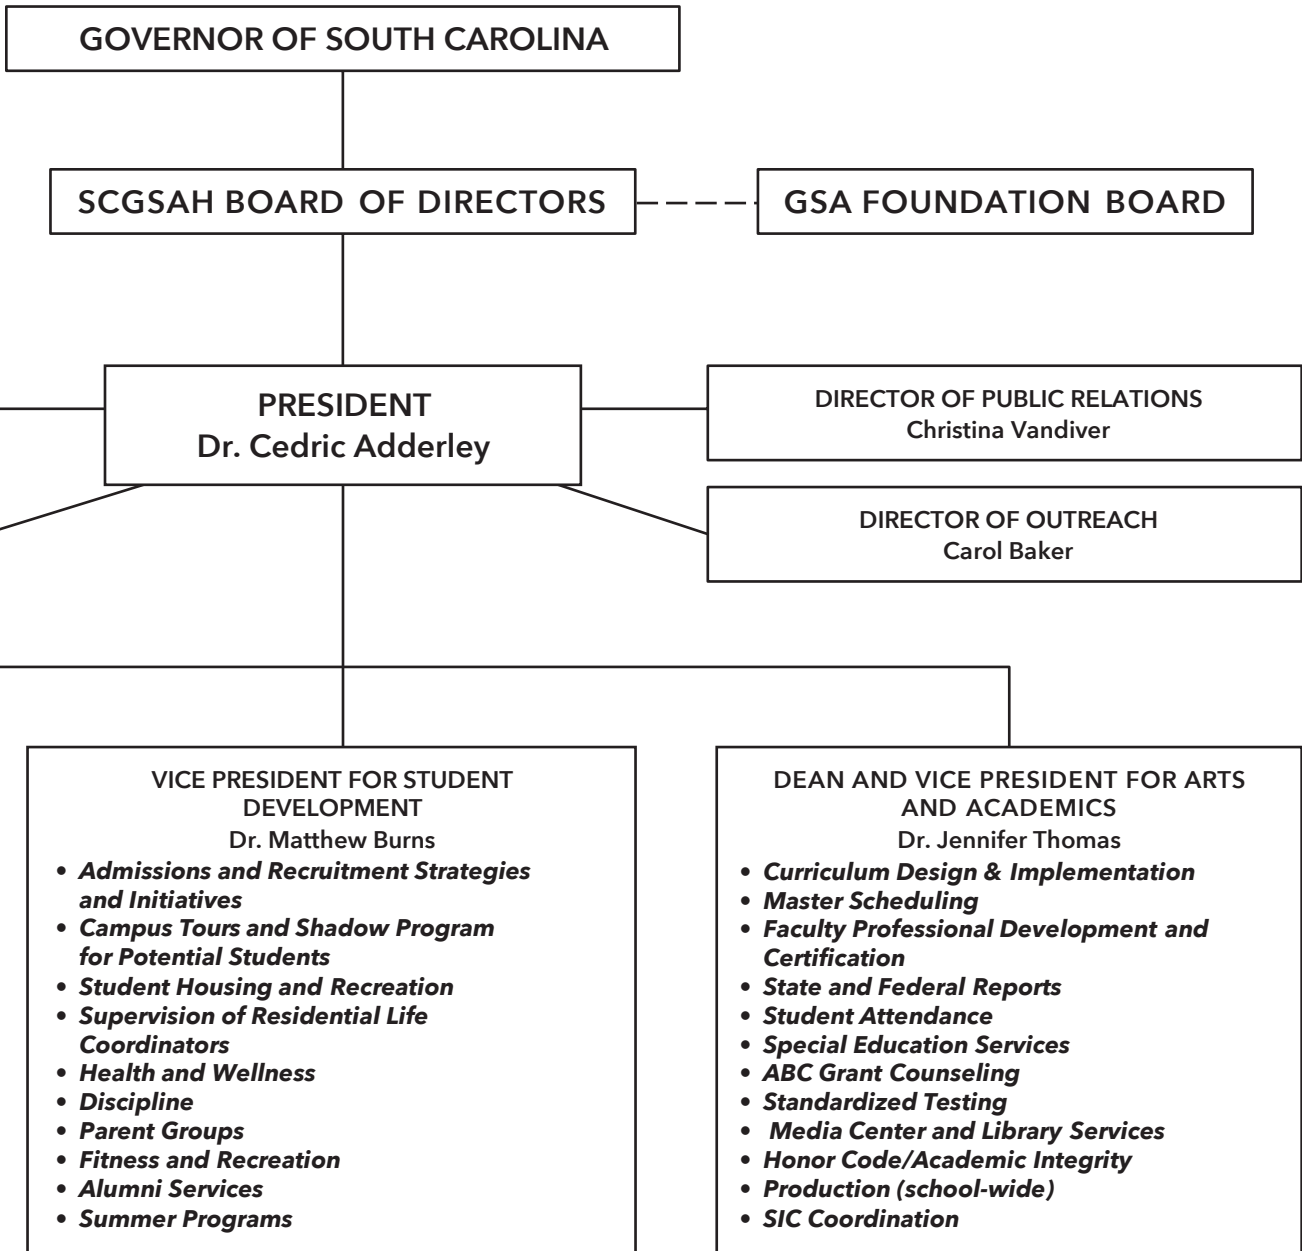 GOVERNOR OF SOUTH CAROLINA
SCGSAH BOARD OF DIRECTORS
GSA FOUNDATION BOARD
PRESIDENT
Dr. Cedric Adderley
DIRECTOR OF PUBLIC RELATIONS
Christina Vandiver
DIRECTOR OF OUTREACH
Carol Baker
VICE PRESIDENT FOR STUDENT
DEVELOPMENT
Dr. Matthew Burns
• Admissions and Recruitment Strategies
and Initiatives
• Campus Tours and Shadow Program
for Potential Students
• Student Housing and Recreation
• Supervision of Residential Life
Coordinators
• Health and Wellness
• Discipline
• Parent Groups
• Fitness and Recreation
• Alumni Services
• Summer Programs
DEAN AND VICE PRESIDENT FOR ARTS
AND ACADEMICS
Dr. Jennifer Thomas
• Curriculum Design & Implementation
• Master Scheduling
• Faculty Professional Development and
Certification
• State and Federal Reports
• Student Attendance
• Special Education Services
• ABC Grant Counseling
• Standardized Testing
• Media Center and Library Services
• Honor Code/Academic Integrity
• Production (school-wide)
• SIC Coordination